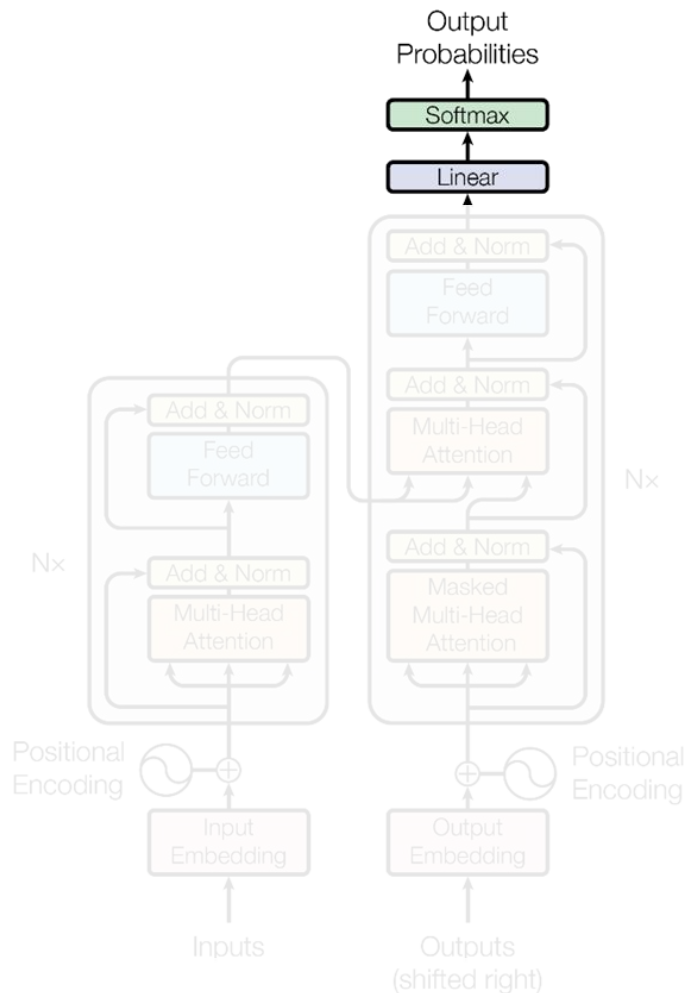 Output
Probabilities
Softmax
Linear
Add & Norm
Feed
Forward
Add & Norm
Multi-Head
Attention
Add & Norm
Masked
Multi-Head
Attention
Nx
Add & Norm
Feed
Forward
Add & Norm
Multi-Head
Attention
Nx
Positional
Encoding
Positional
Encoding
Input
Embedding
Output
Embedding
Inputs
Outputs
(shifted right)